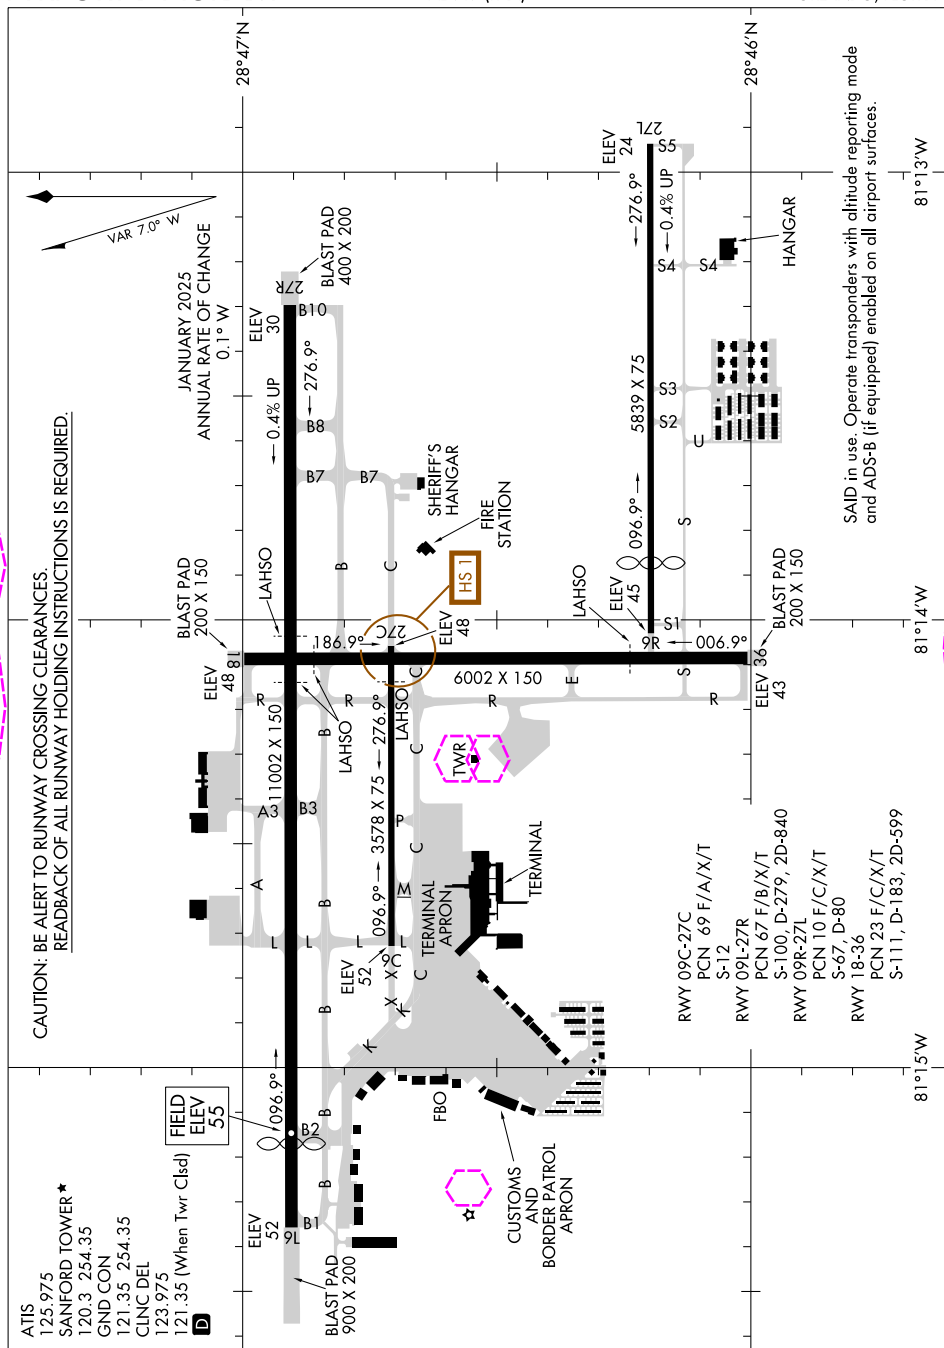 ATIS
125.975
SANFORD TOWER★
120.3 254.35
GND CON
121.35 254.35
CLNC DEL
123.975
121.35 (When Twr Clsd)
D
CAUTION: BE ALERT TO RUNWAY CROSSING CLEARANCES.
READBACK OF ALL RUNWAY HOLDING INSTRUCTIONS IS REQUIRED.
JANUARY 2025
ANNUAL RATE OF CHANGE
0.1° W
VAR 7.0° W
28°47'N
28°46'N
81°13'W
81°14'W
81°15'W
FIELD
ELEV
55
ELEV
52
9L
B1
BLAST PAD
900 X 200
B2
096.9°
B
B
B
B
B
B
A
A3
B3
11002 X 150
L
L
L
L
R
R
R
R
LAHSO
LAHSO
BLAST PAD
200 X 150
ELEV
48
18
L
186.9°
B7
B7
B8
B10
0.4% UP
276.9°
ELEV
30
27R
BLAST PAD
400 X 200
ELEV
52
9C
X
X
K
K
096.9°
3578 X 75
276.9°
LAHSO
27C
ELEV
48
HS 1
C
C
C
C
C
M
P
TERMINAL
APRON
TERMINAL
TWR
FBO
CUSTOMS
AND
BORDER PATROL
APRON
SHERIFF'S
HANGAR
FIRE
STATION
6002 X 150
E
006.9°
36
ELEV
43
BLAST PAD
200 X 150
LAHSO
ELEV
45
9R
S1
S
S
096.9°
5839 X 75
S2
S3
U
S4
S4
S5
276.9°
0.4% UP
ELEV
24
27L
HANGAR
RWY 09C-27C
PCN 69 F/A/X/T
S-12
RWY 09L-27R
PCN 67 F/B/X/T
S-100, D-279, 2D-840
RWY 09R-27L
PCN 10 F/C/X/T
S-67, D-80
RWY 18-36
PCN 23 F/C/X/T
S-111, D-183, 2D-599
SAID in use. Operate transponders with altitude reporting mode
and ADS-B (if equipped) enabled on all airport surfaces.